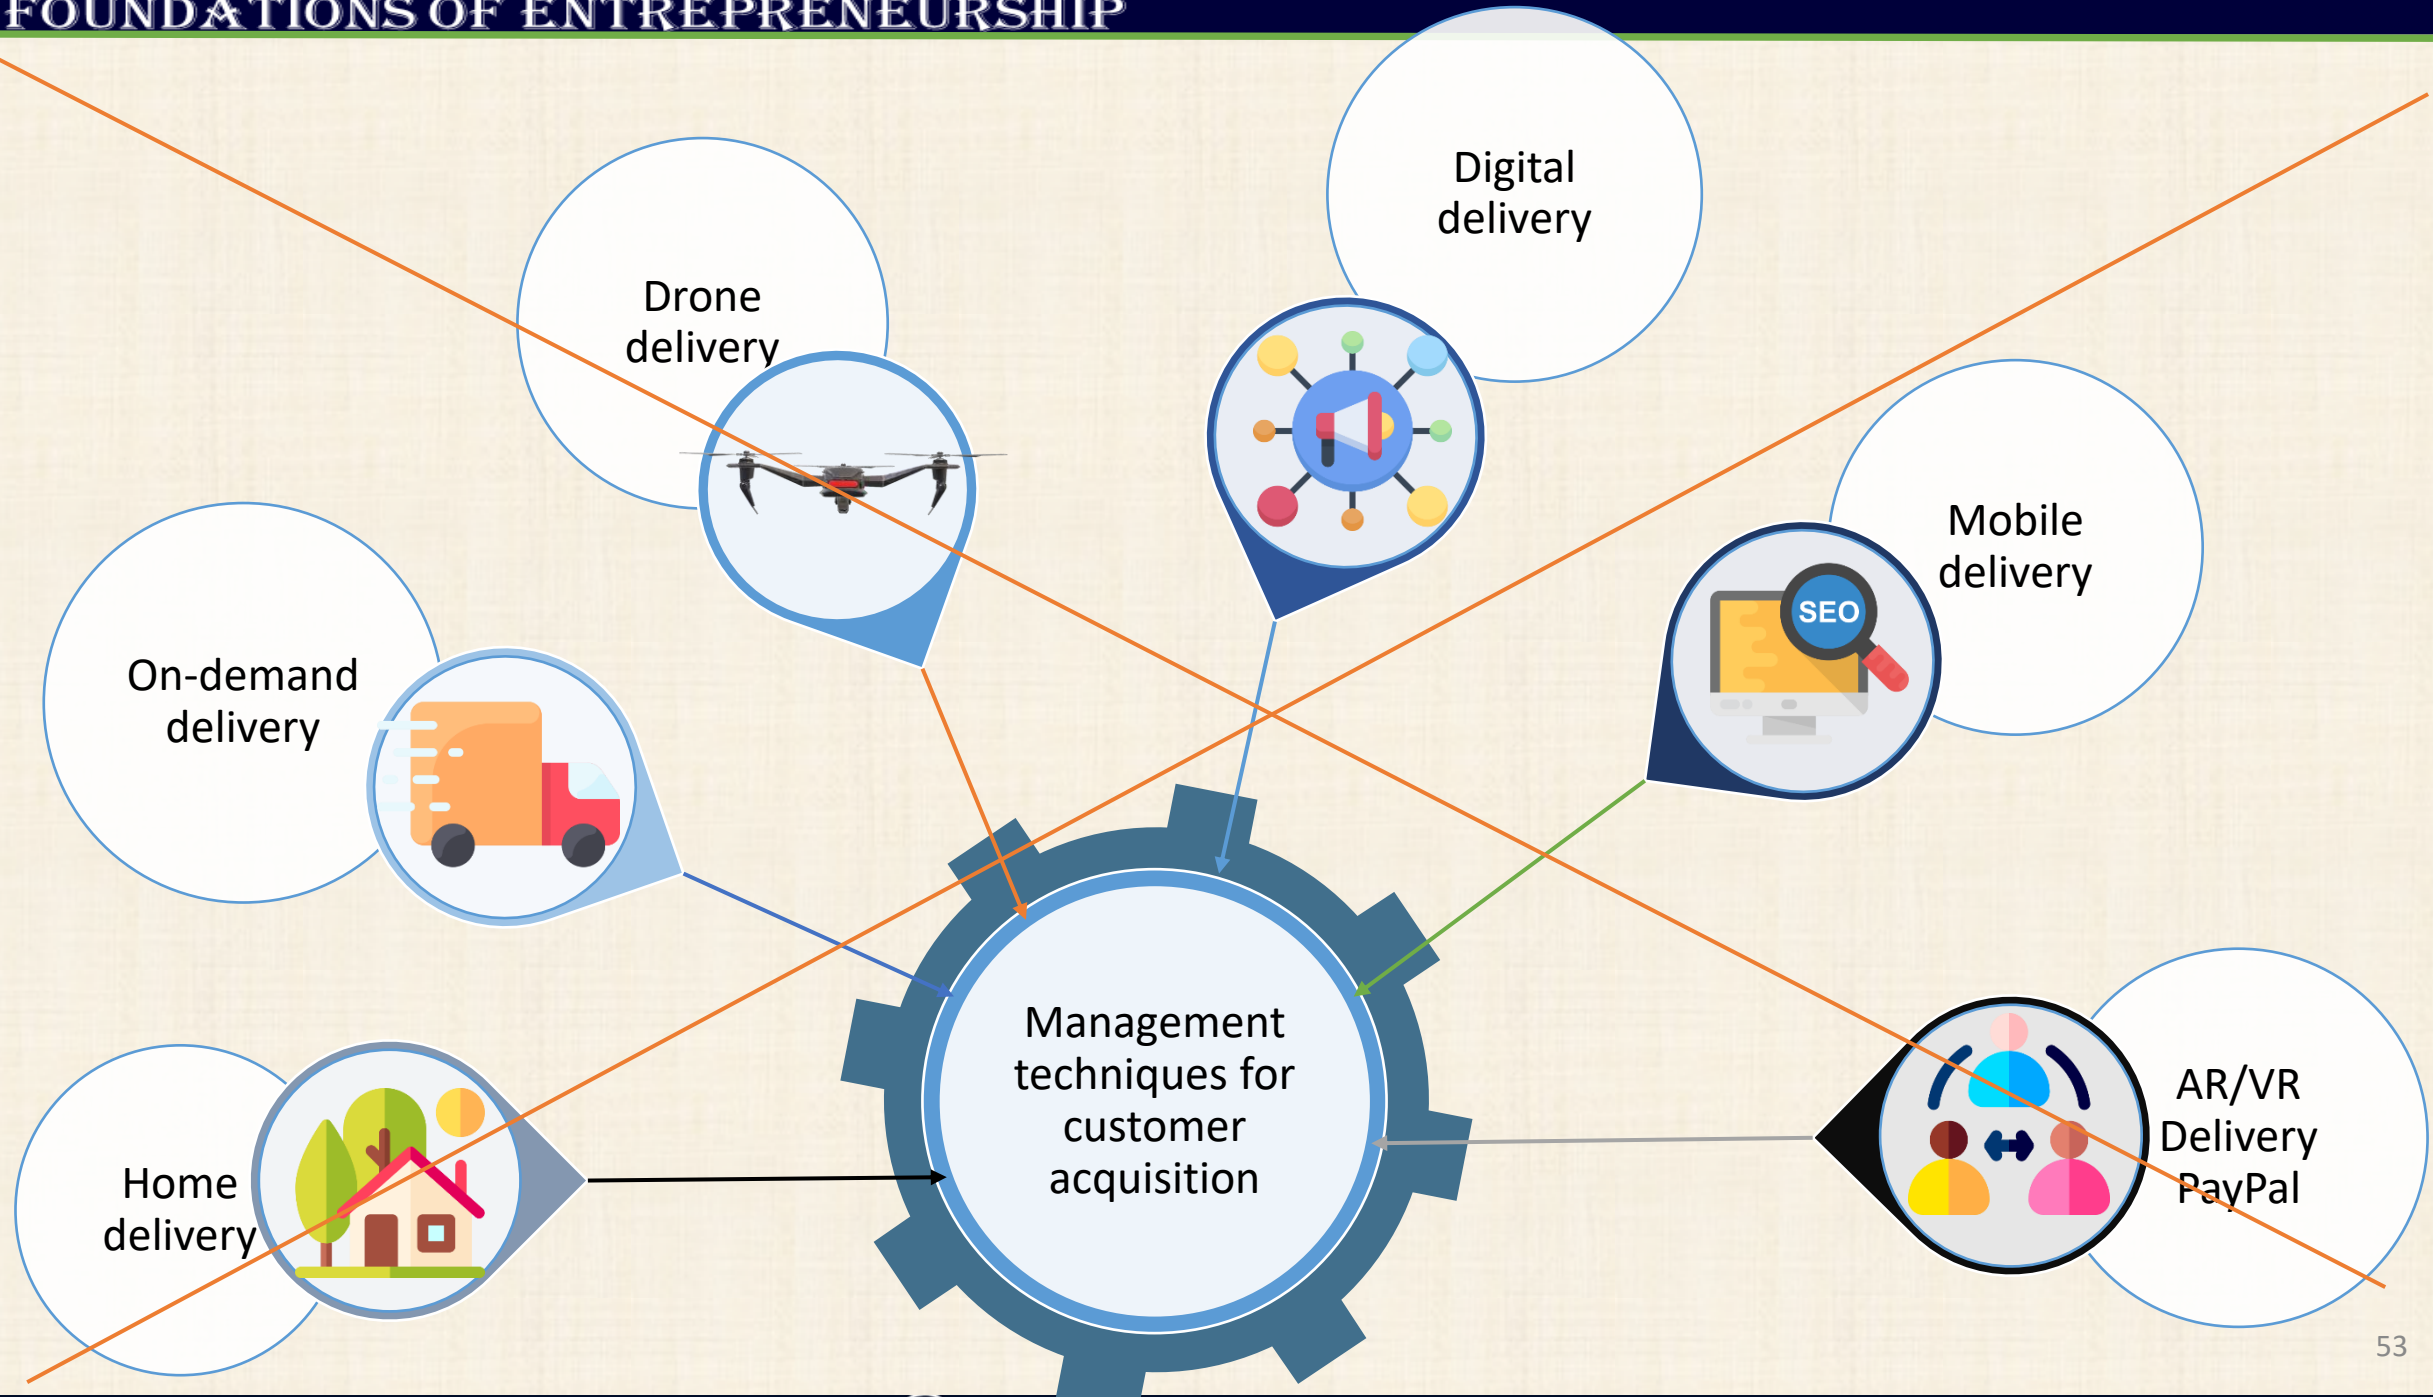 FOUNDATIONS OF ENTREPRENEURSHIP
Digital
delivery
Drone
delivery
Mobile
delivery
SEO
On-demand
delivery
Management
techniques for
customer
acquisition
AR/VR
Delivery
PayPal
Home
delivery
53